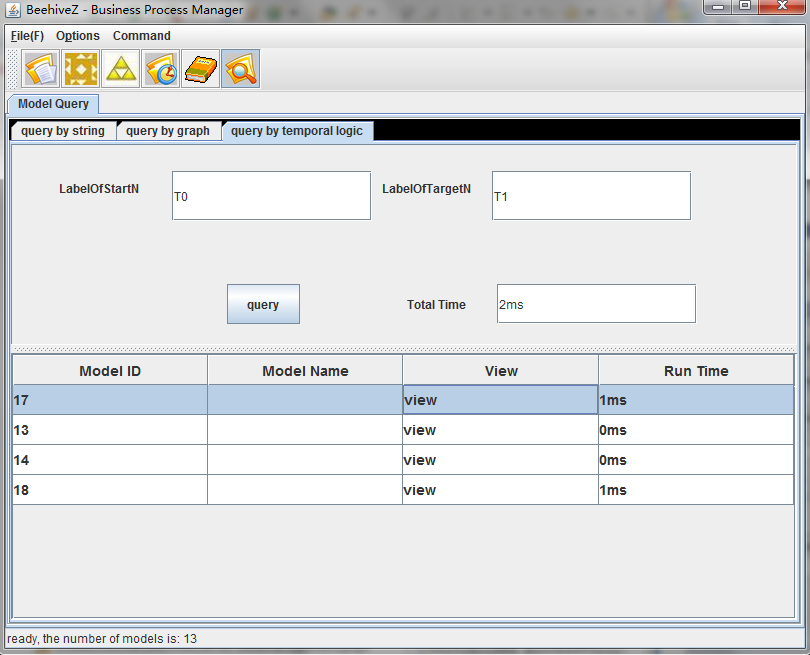 BeehiveZ - Business Process Manager
File(F) Options Command
Model Query
query by string query by graph query by temporal logic
LabelOfStartN T0 LabelOfTargetN T1
query Total Time 2ms
Model ID Model Name View Run Time
17 view 1ms
13 view 0ms
14 view 0ms
18 view 1ms
ready, the number of models is: 13